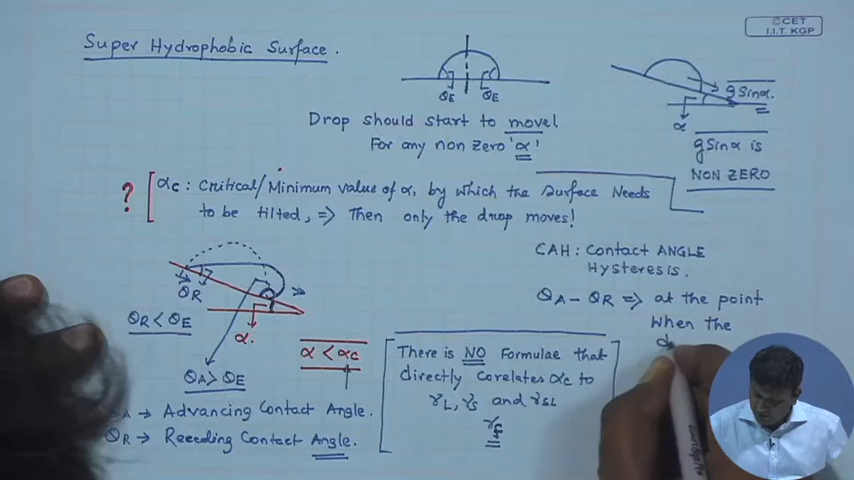 ©CET
I.I.T. KGP
Super Hydrophobic Surface.
θE θE
g Sinα.
α
Drop should start to move!
For any non Zero 'α'
g Sinα is
NON ZERO
?
αc: Critical/Minimum value of α, by which the Surface Needs
to be tilted, => Then only the drop moves!
CAH: Contact ANGLE
Hysteresis.
θR
θA - θR => at the point
When the
θR < θE
α.
α < αc
θA > θE
There is NO Formulae that
directly Corelates αc to
γL, γS and γSL
γf
θA → Advancing Contact Angle.
θR → Receeding Contact Angle.